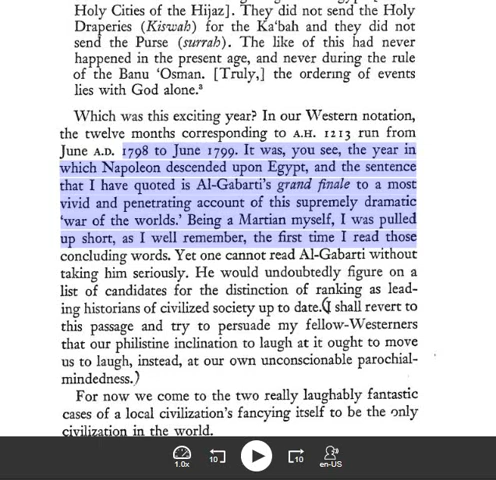 Holy Cities of the Hijaz]. They did not send the Holy
Draperies (Kiswah) for the Ka'bah and they did not
send the Purse (surrah). The like of this had never
happened in the present age, and never during the rule
of the Banu 'Osman. [Truly,] the ordering of events
lies with God alone.ª
Which was this exciting year? In our Western notation,
the twelve months corresponding to A.H. 1213 run from
June A.D. 1798 to June 1799. It was, you see, the year in
which Napoleon descended upon Egypt, and the sentence
that I have quoted is Al-Gabarti's grand finale to a most
vivid and penetrating account of this supremely dramatic
'war of the worlds.' Being a Martian myself, I was pulled
up short, as I well remember, the first time I read those
concluding words. Yet one cannot read Al-Gabarti without
taking him seriously. He would undoubtedly figure on a
list of candidates for the distinction of ranking as lead-
ing historians of civilized society up to date. (I shall revert to
this passage and try to persuade my fellow-Westerners
that our philistine inclination to laugh at it ought to move
us to laugh, instead, at our own unconscionable parochial-
mindedness.)
For now we come to the two really laughably fantastic
cases of a local civilization's fancying itself to be the only
civilization in the world.
1.0x
10
10
en-US